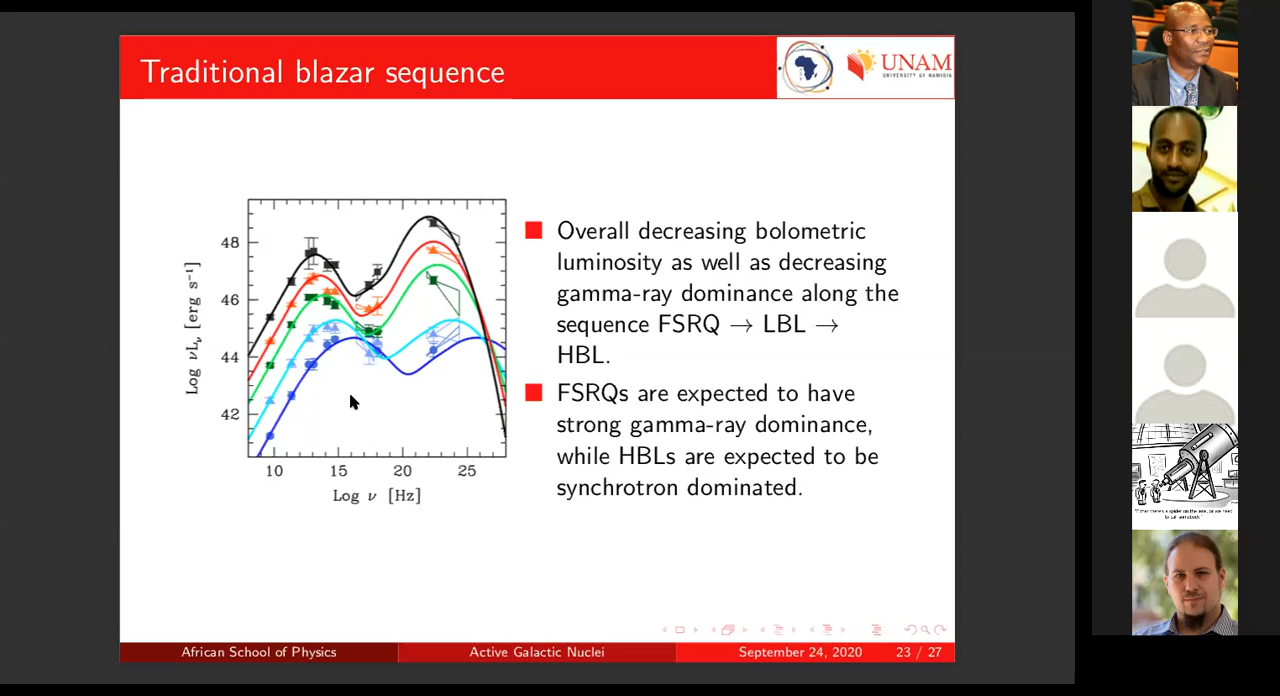 Traditional blazar sequence
UNAM
UNIVERSITY OF NAMIBIA
48
46
44
42
Log νLν [erg s⁻¹]
10 15 20 25
Log ν [Hz]
Overall decreasing bolometric
luminosity as well as decreasing
gamma-ray dominance along the
sequence FSRQ → LBL →
HBL.
FSRQs are expected to have
strong gamma-ray dominance,
while HBLs are expected to be
synchrotron dominated.
African School of Physics
Active Galactic Nuclei
September 24, 2020
23 / 27